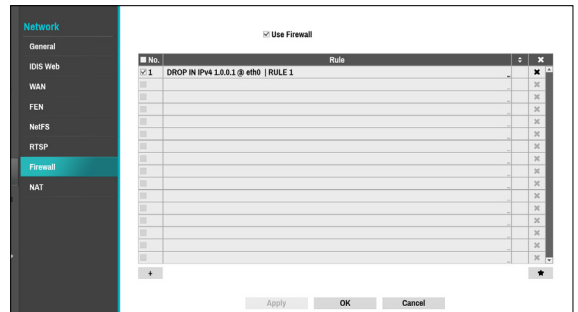 Network
General
IDIS Web
WAN
FEN
NetFS
RTSP
Firewall
NAT
Use Firewall
No. Rule
1 DROP IN IPv4 1.0.0.1 @ eth0 | RULE 1
+
Apply OK Cancel